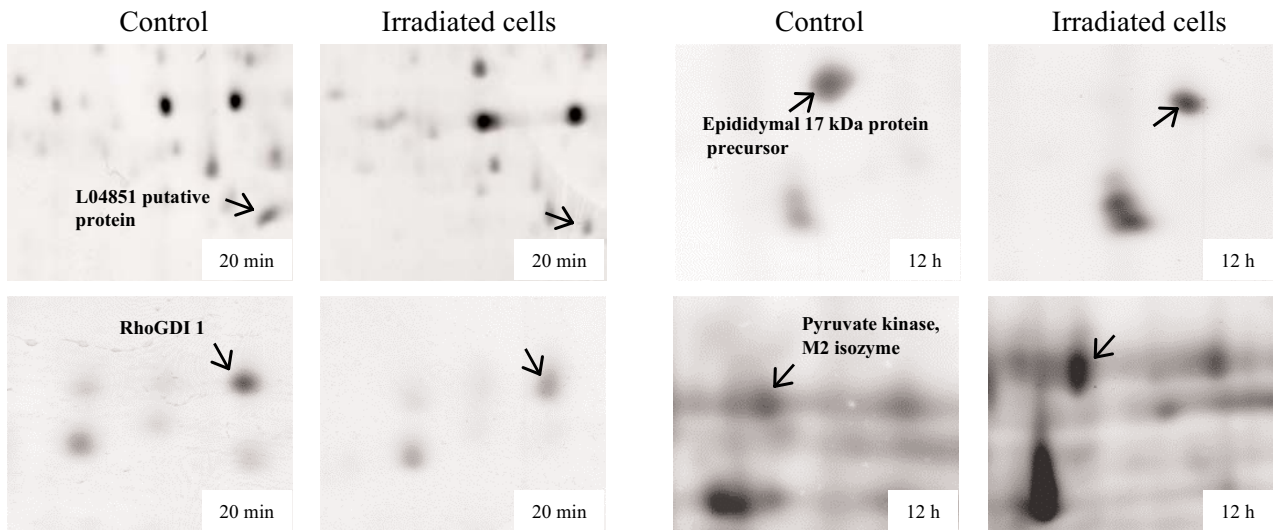 Control
Irradiated cells
Control
Irradiated cells
L04851 putative
protein
20 min
20 min
Epididymal 17 kDa protein
precursor
12 h
12 h
RhoGDI 1
20 min
20 min
Pyruvate kinase,
M2 isozyme
12 h
12 h